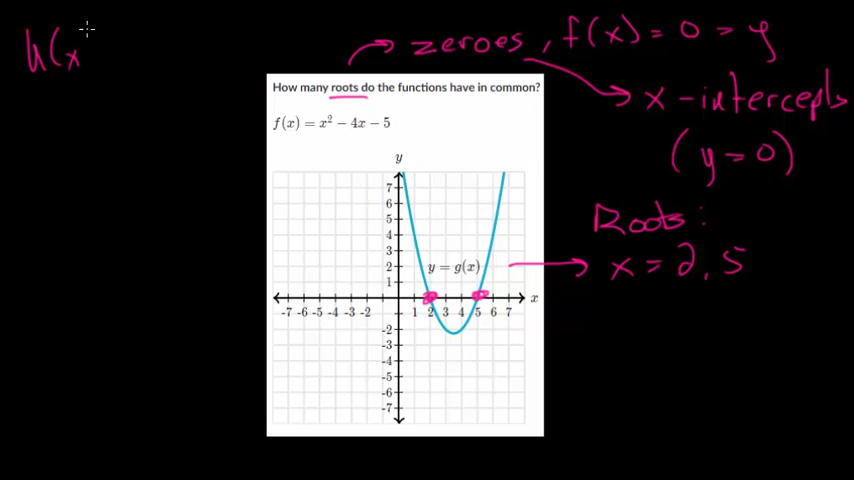 h(x
zeroes, f(x) = 0 = y
x-intercepts
(y=0)
Roots:
x = 2, 5
How many roots do the functions have in common?
f(x) = x² − 4x − 5
y
7
6
5
4
3
2
1
y = g(x)
x
-7 -6 -5 -4 -3 -2 1 2 3 4 5 6 7
-2
-3
-4
-5
-6
-7